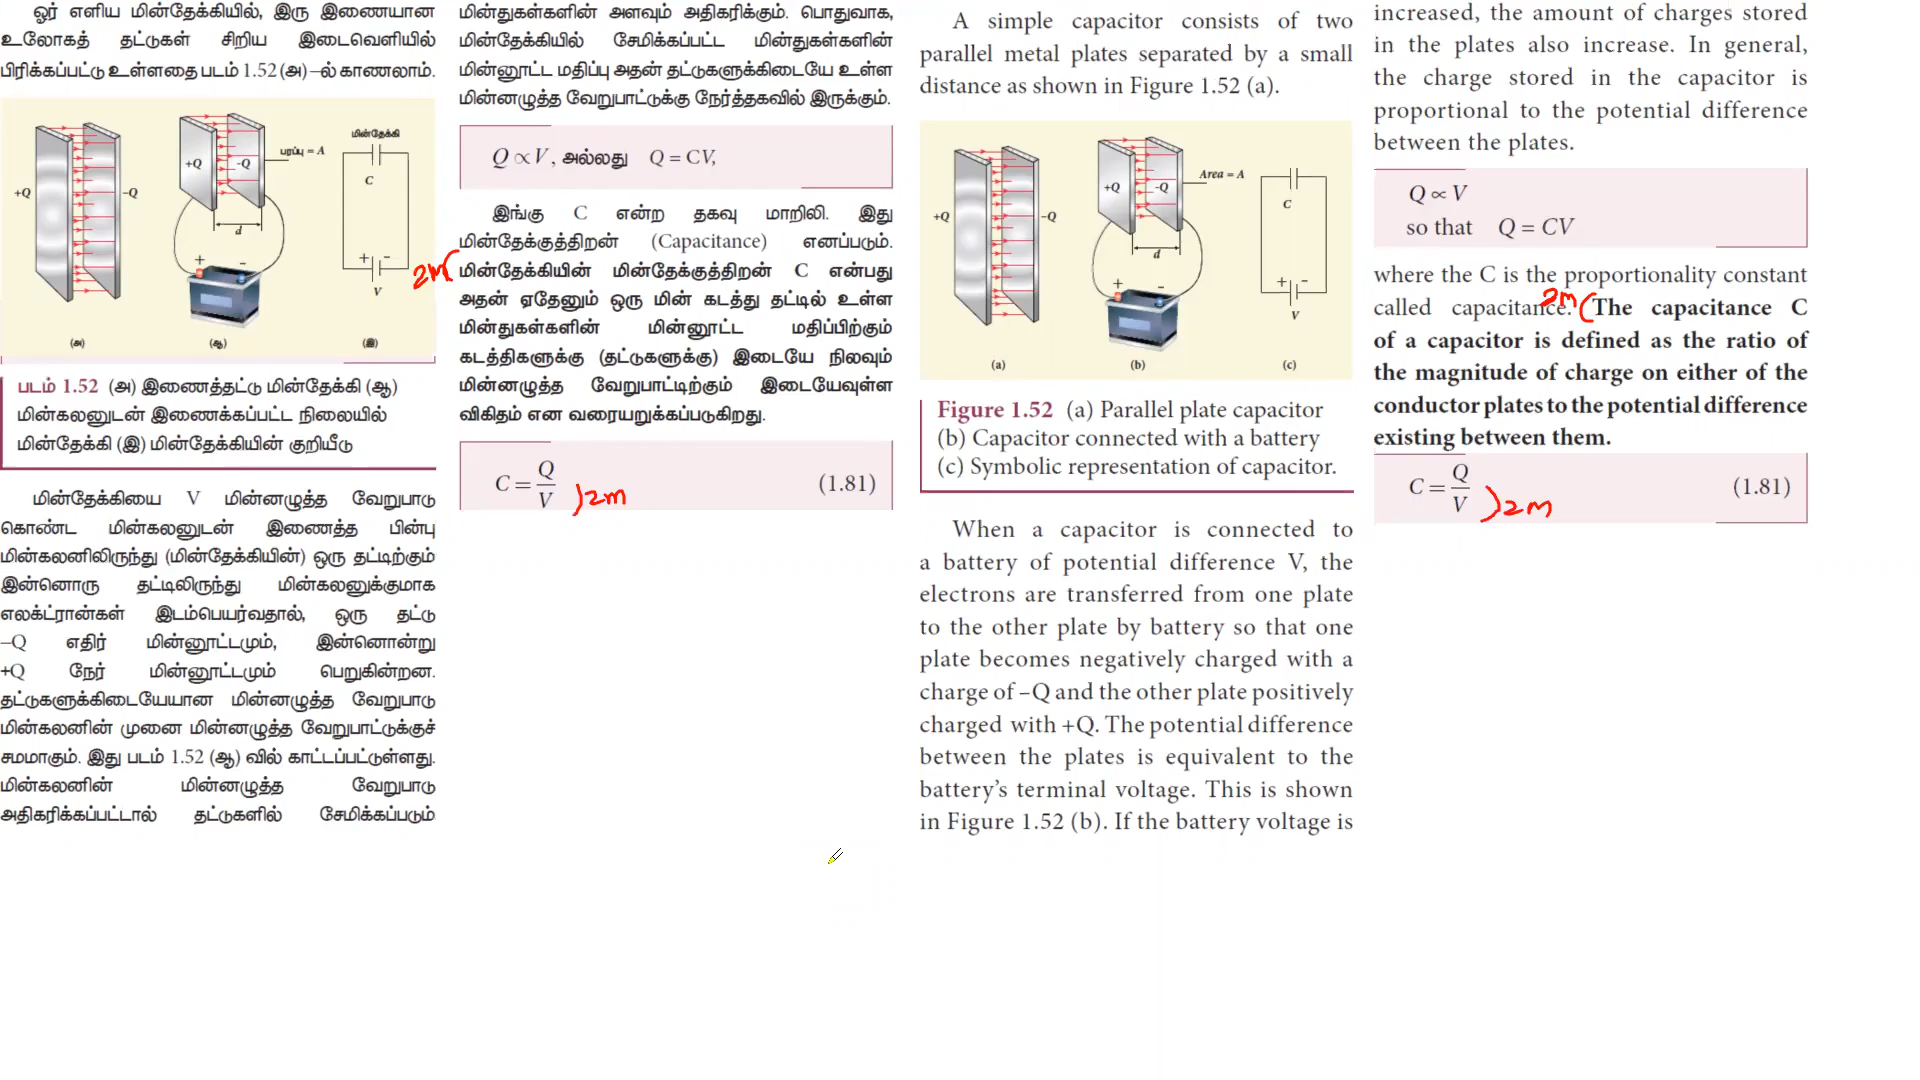 ஓர் எளிய மின்தேக்கியில், இரு இணையான
உலோகத் தட்டுகள் சிறிய இடைவெளியில்
பிரிக்கப்பட்டு உள்ளதை படம் 1.52 (அ) –ல் காணலாம்.
+Q
–Q
(அ)
+Q
-Q
பரப்பு = A
d
+
-
(ஆ)
மின்தேக்கி
C
+ -
V
(இ)
படம் 1.52 (அ) இணைத்தட்டு மின்தேக்கி (ஆ)
மின்கலனுடன் இணைக்கப்பட்ட நிலையில்
மின்தேக்கி (இ) மின்தேக்கியின் குறியீடு
மின்தேக்கியை V மின்னழுத்த வேறுபாடு
கொண்ட மின்கலனுடன் இணைத்த பின்பு
மின்கலனிலிருந்து (மின்தேக்கியின்) ஒரு தட்டிற்கும்
இன்னொரு தட்டிலிருந்து மின்கலனுக்குமாக
எலக்ட்ரான்கள் இடம்பெயர்வதால், ஒரு தட்டு
–Q எதிர் மின்னூட்டமும், இன்னொன்று
+Q நேர் மின்னூட்டமும் பெறுகின்றன.
தட்டுகளுக்கிடையேயான மின்னழுத்த வேறுபாடு
மின்கலனின் முனை மின்னழுத்த வேறுபாட்டுக்குச்
சமமாகும். இது படம் 1.52 (ஆ) வில் காட்டப்பட்டுள்ளது.
மின்கலனின் மின்னழுத்த வேறுபாடு
அதிகரிக்கப்பட்டால் தட்டுகளில் சேமிக்கப்படும்
மின்துகள்களின் அளவும் அதிகரிக்கும். பொதுவாக,
மின்தேக்கியில் சேமிக்கப்பட்ட மின்துகள்களின்
மின்னூட்ட மதிப்பு அதன் தட்டுகளுக்கிடையே உள்ள
மின்னழுத்த வேறுபாட்டுக்கு நேர்த்தகவில் இருக்கும்.
Q ∝ V, அல்லது Q = CV,
இங்கு C என்ற தகவு மாறிலி. இது
மின்தேக்குத்திறன் (Capacitance) எனப்படும்.
2m ( மின்தேக்கியின் மின்தேக்குத்திறன் C என்பது
அதன் ஏதேனும் ஒரு மின் கடத்து தட்டில் உள்ள
மின்துகள்களின் மின்னூட்ட மதிப்பிற்கும்
கடத்திகளுக்கு (தட்டுகளுக்கு) இடையே நிலவும்
மின்னழுத்த வேறுபாட்டிற்கும் இடையேயுள்ள
விகிதம் என வரையறுக்கப்படுகிறது.
C = Q/V )2m (1.81)
A simple capacitor consists of two
parallel metal plates separated by a small
distance as shown in Figure 1.52 (a).
+Q
–Q
(a)
+Q
-Q
Area = A
d
+
-
(b)
C
+ -
V
(c)
Figure 1.52 (a) Parallel plate capacitor
(b) Capacitor connected with a battery
(c) Symbolic representation of capacitor.
When a capacitor is connected to
a battery of potential difference V, the
electrons are transferred from one plate
to the other plate by battery so that one
plate becomes negatively charged with a
charge of –Q and the other plate positively
charged with +Q. The potential difference
between the plates is equivalent to the
battery's terminal voltage. This is shown
in Figure 1.52 (b). If the battery voltage is
increased, the amount of charges stored
in the plates also increase. In general,
the charge stored in the capacitor is
proportional to the potential difference
between the plates.
Q ∝ V
so that Q = CV
where the C is the proportionality constant
called capacitance. 2m (The capacitance C
of a capacitor is defined as the ratio of
the magnitude of charge on either of the
conductor plates to the potential difference
existing between them.
C = Q/V )2m (1.81)